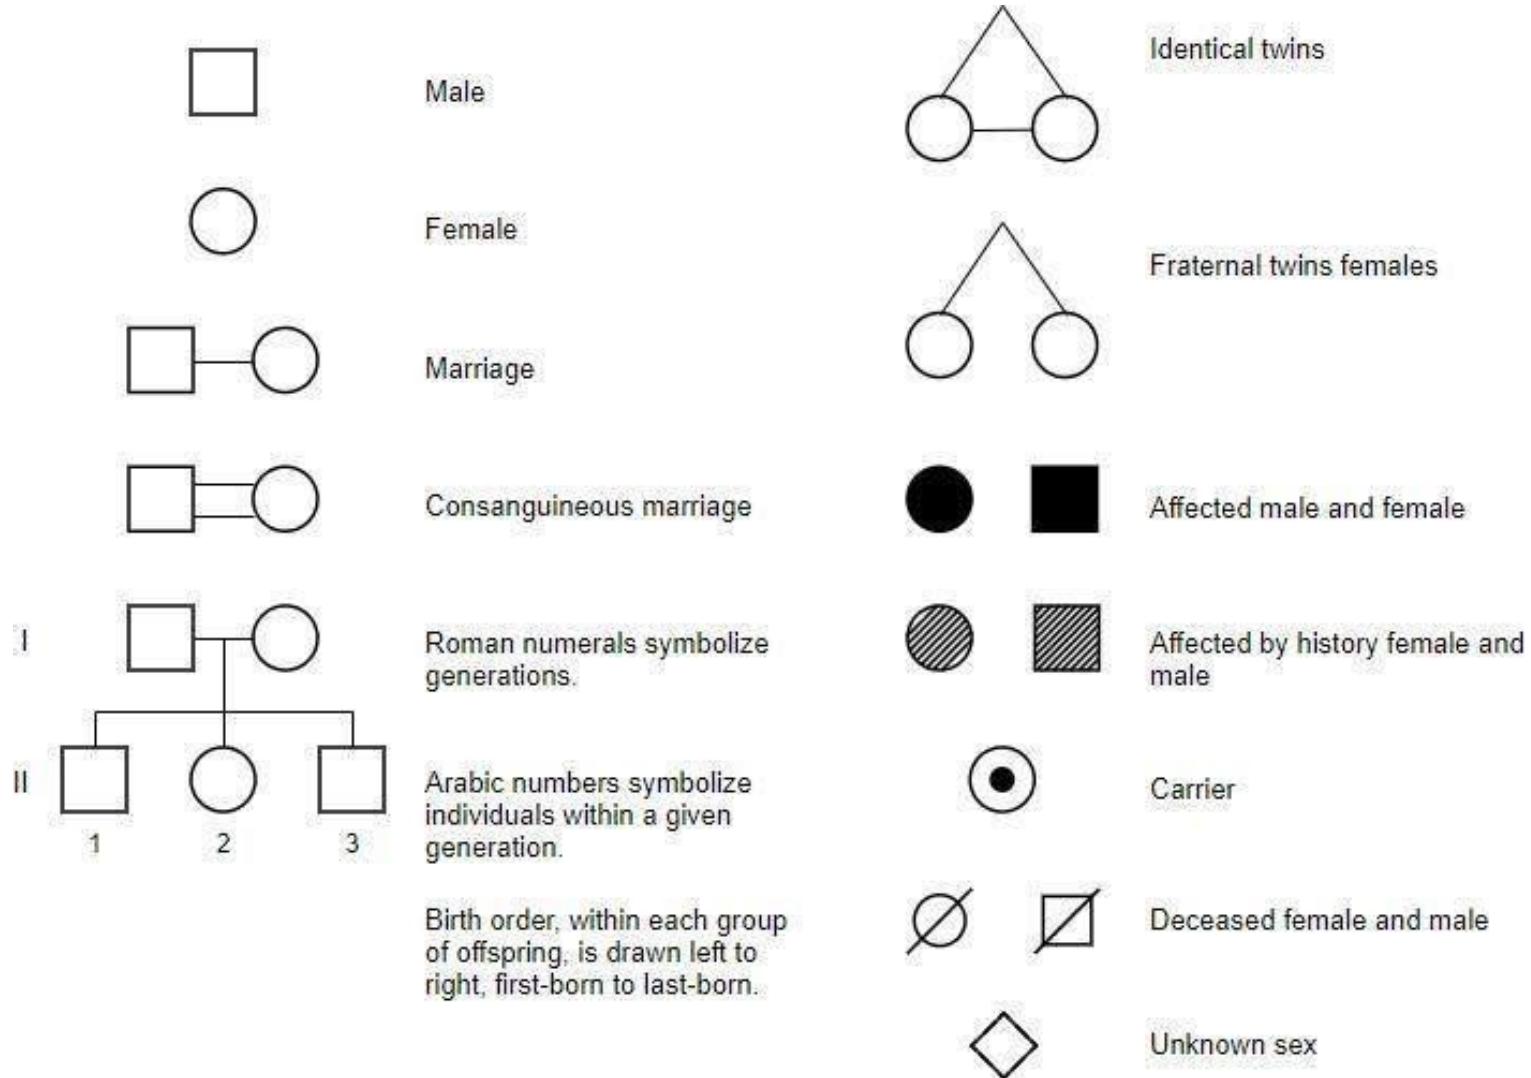 Male
Female
Marriage
Consanguineous marriage
I
Roman numerals symbolize
generations.
II
Arabic numbers symbolize
individuals within a given
generation.
1 2 3
Birth order, within each group
of offspring, is drawn left to
right, first-born to last-born.
Identical twins
Fraternal twins females
Affected male and female
Affected by history female and
male
Carrier
Deceased female and male
Unknown sex